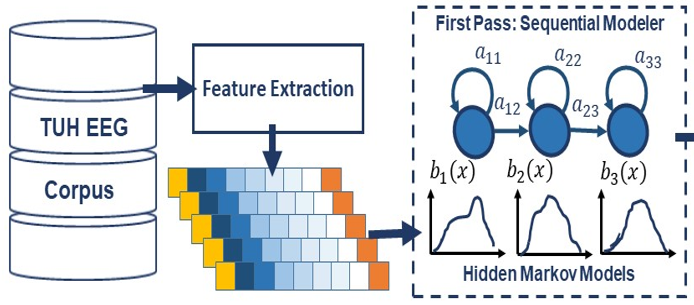 First Pass: Sequential Modeler
a₁₁
a₂₂
a₃₃
Feature Extraction
a₁₂
a₂₃
TUH EEG
Corpus
b₁(x)
b₂(x)
b₃(x)
Hidden Markov Models